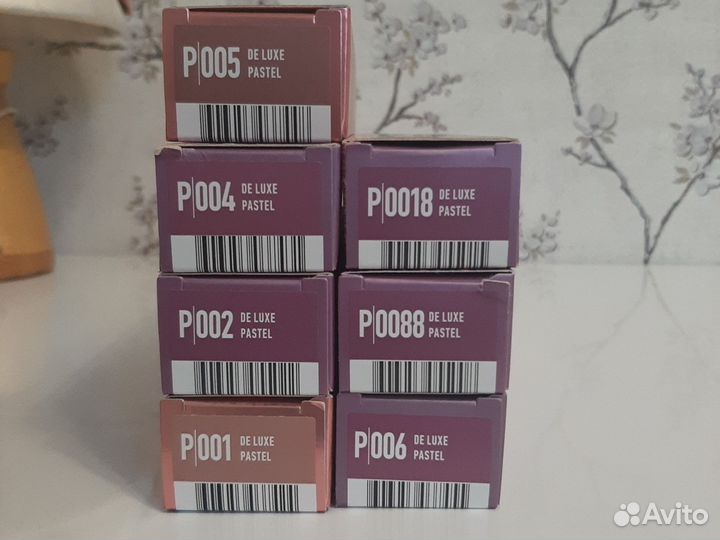 P|005 DE LUXE
PASTEL
P|004 DE LUXE
PASTEL
P|0018 DE LUXE
PASTEL
P|002 DE LUXE
PASTEL
P|0088 DE LUXE
PASTEL
P|001 DE LUXE
PASTEL
P|006 DE LUXE
PASTEL
Avito